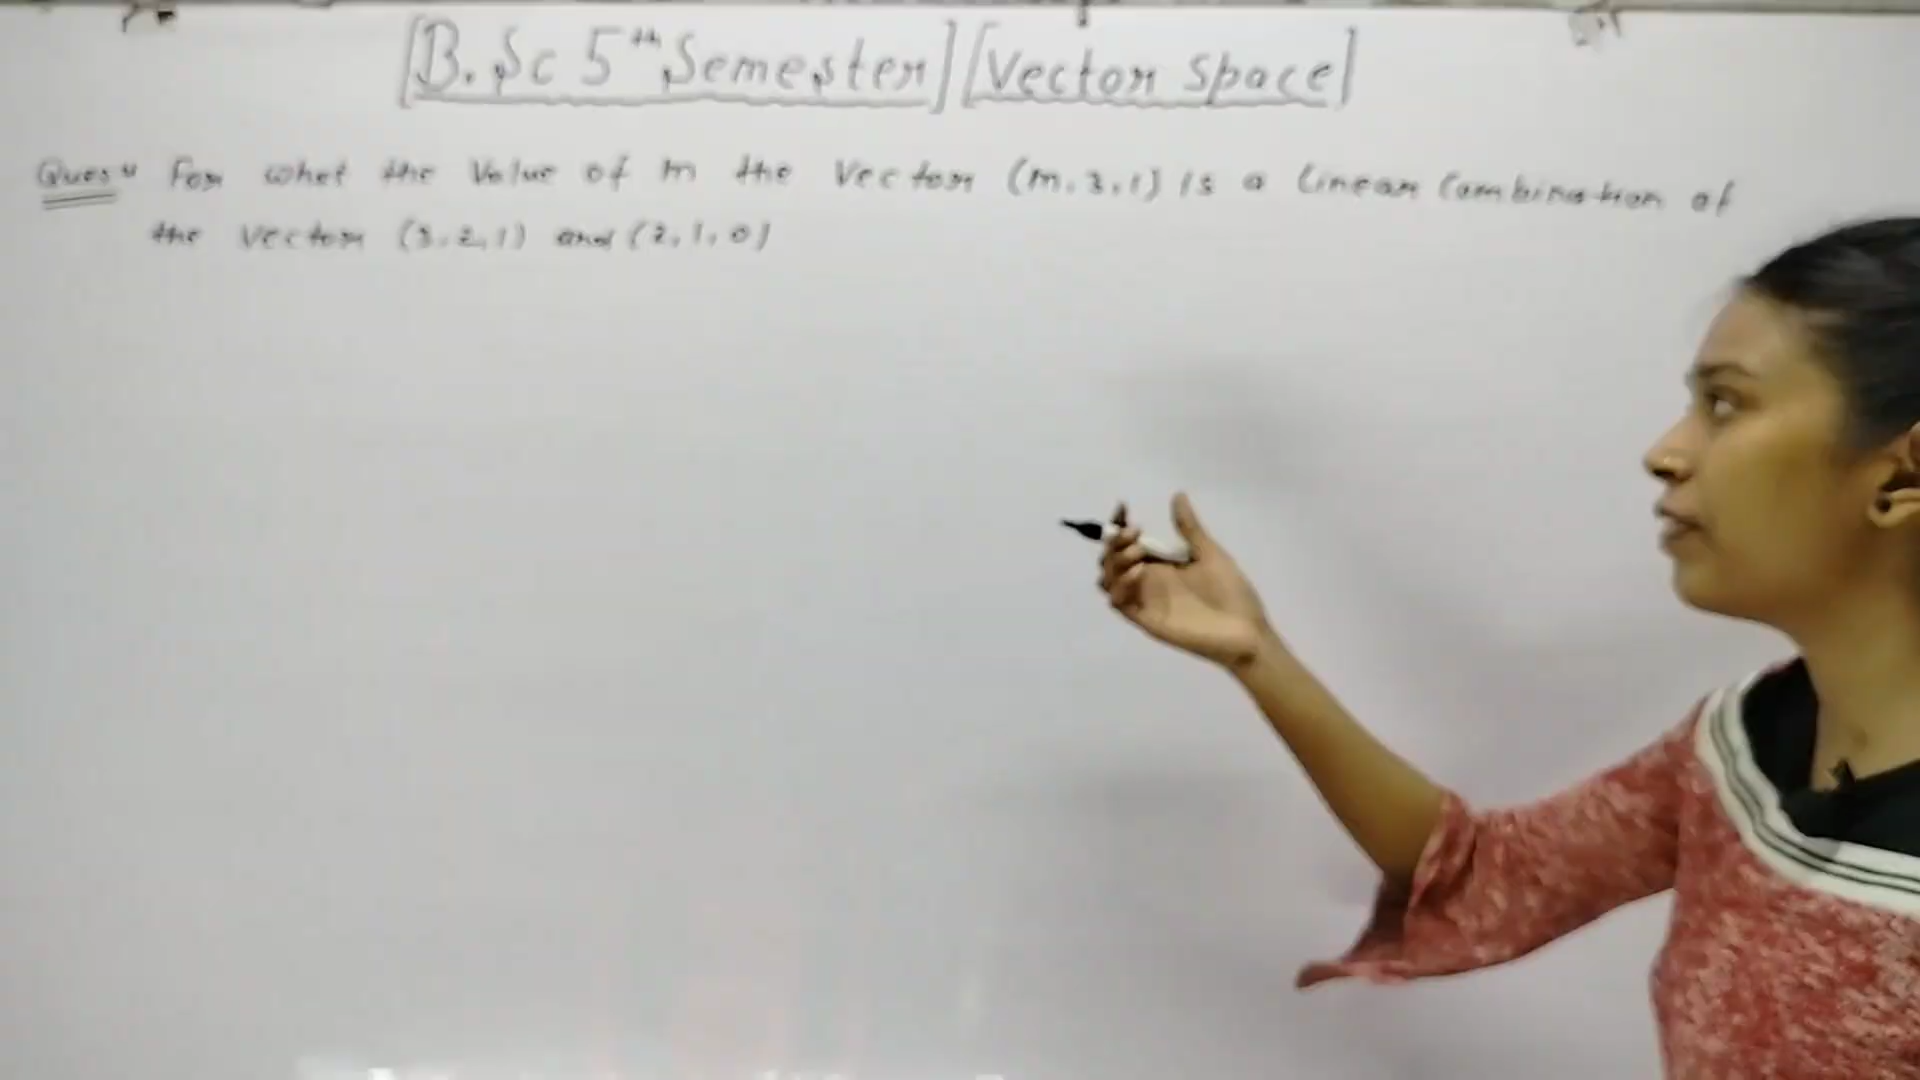 [B.Sc 5th Semester] [Vector Space]
Ques:- For what the Value of m the Vector (m,3,1) is a linear Combination of
the vector (3,2,1) and (2,1,0)